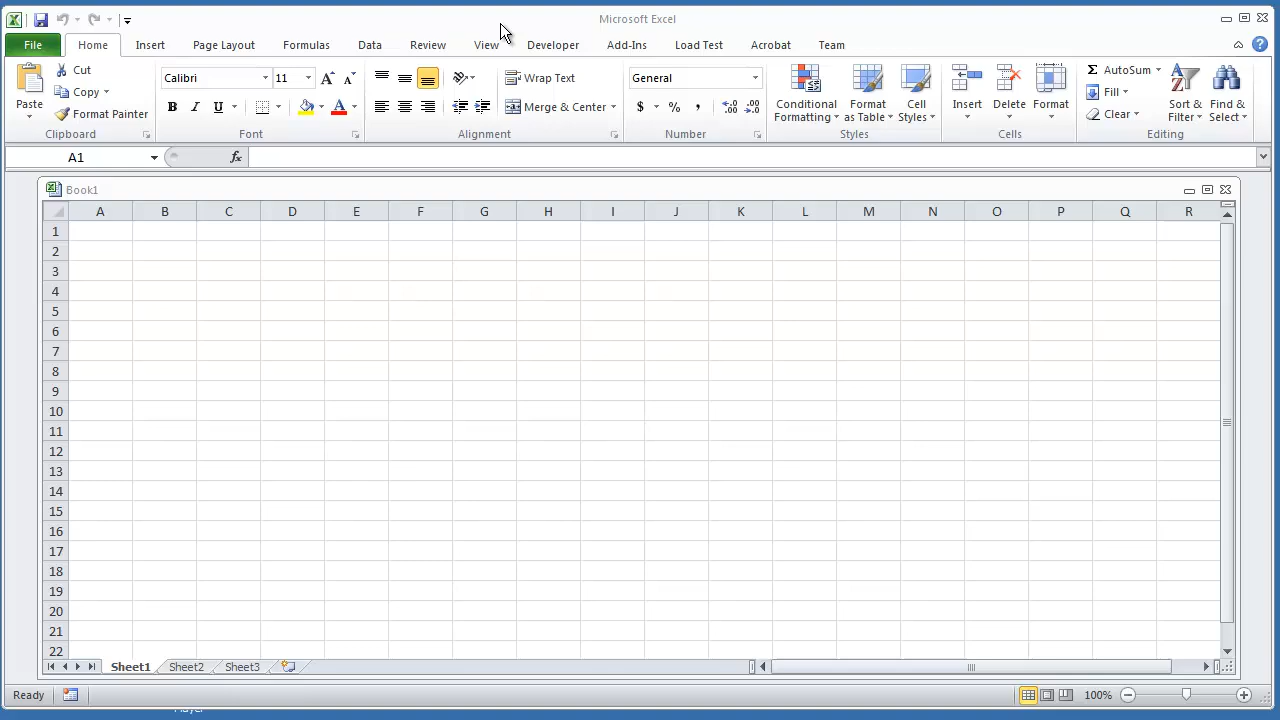 Microsoft Excel
File Home Insert Page Layout Formulas Data Review View Developer Add-Ins Load Test Acrobat Team
Paste
Cut
Copy
Format Painter
Clipboard
Calibri 11
B I U A
Font
Wrap Text
Merge & Center
Alignment
General
$ % ,
Number
Conditional Formatting
Format as Table
Cell Styles
Styles
Insert
Delete
Format
Cells
Σ AutoSum
Fill
Clear
Sort & Filter
Find & Select
Editing
A1 fx
Book1
A B C D E F G H I J K L M N O P Q R
1
2
3
4
5
6
7
8
9
10
11
12
13
14
15
16
17
18
19
20
21
22
Sheet1 Sheet2 Sheet3
Ready 100%